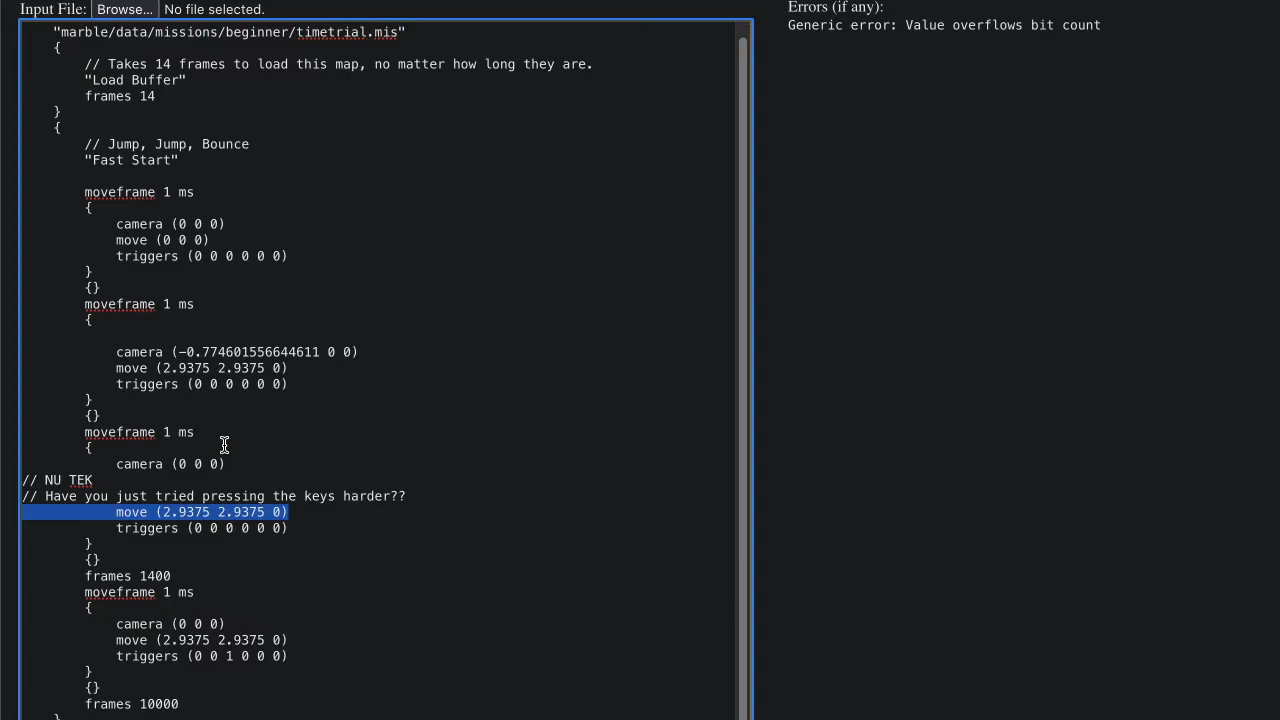 Input File: Browse... No file selected.
"marble/data/missions/beginner/timetrial.mis"
{
// Takes 14 frames to load this map, no matter how long they are.
"Load Buffer"
frames 14
}
{
// Jump, Jump, Bounce
"Fast Start"
moveframe 1 ms
{
camera (0 0 0)
move (0 0 0)
triggers (0 0 0 0 0 0)
}
{}
moveframe 1 ms
{
camera (-0.774601556644611 0 0)
move (2.9375 2.9375 0)
triggers (0 0 0 0 0 0)
}
{}
moveframe 1 ms
{
camera (0 0 0)
// NU TEK
// Have you just tried pressing the keys harder??
move (2.9375 2.9375 0)
triggers (0 0 0 0 0 0)
}
{}
frames 1400
moveframe 1 ms
{
camera (0 0 0)
move (2.9375 2.9375 0)
triggers (0 0 1 0 0 0)
}
{}
frames 10000
}
Errors (if any):
Generic error: Value overflows bit count